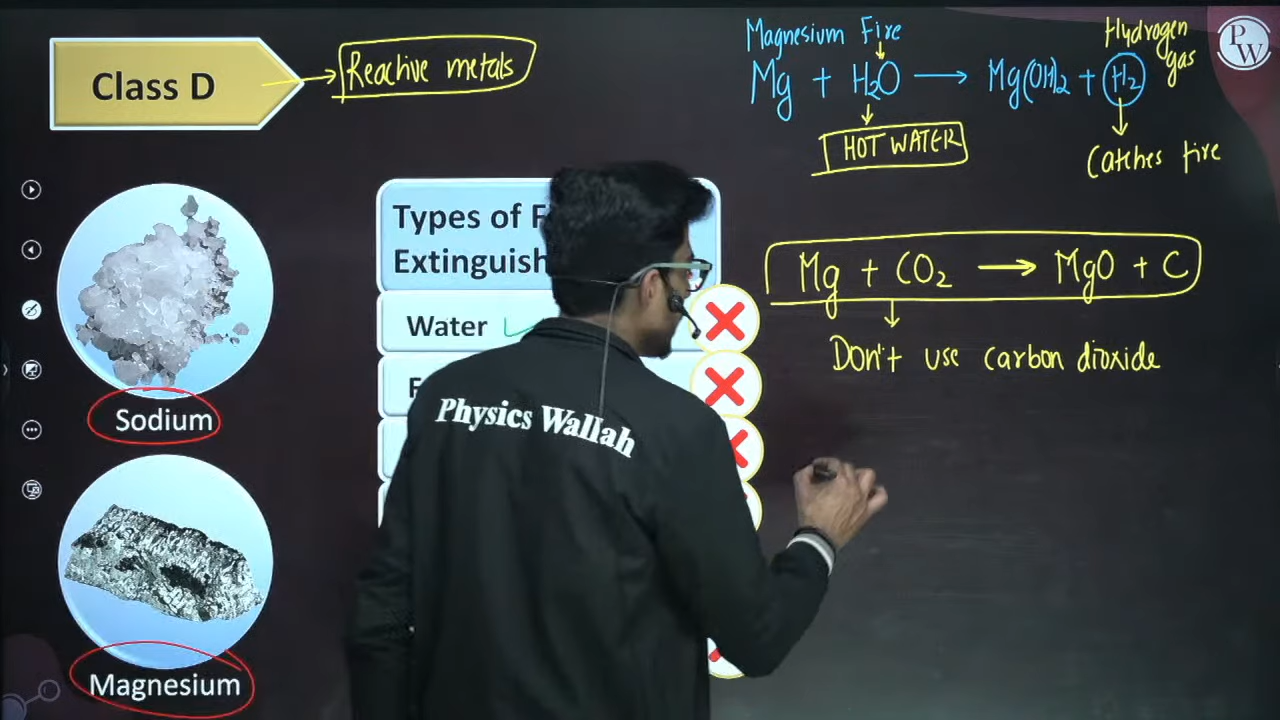 Class D
Reactive metals
Magnesium Fire
Mg + H2O → Mg(OH)2 + H2
Hydrogen
gas
HOT WATER
Catches fire
PW
Types of F
Extinguish
Water
Mg + CO2 → MgO + C
Don't use carbon dioxide
Sodium
Magnesium
Physics Wallah